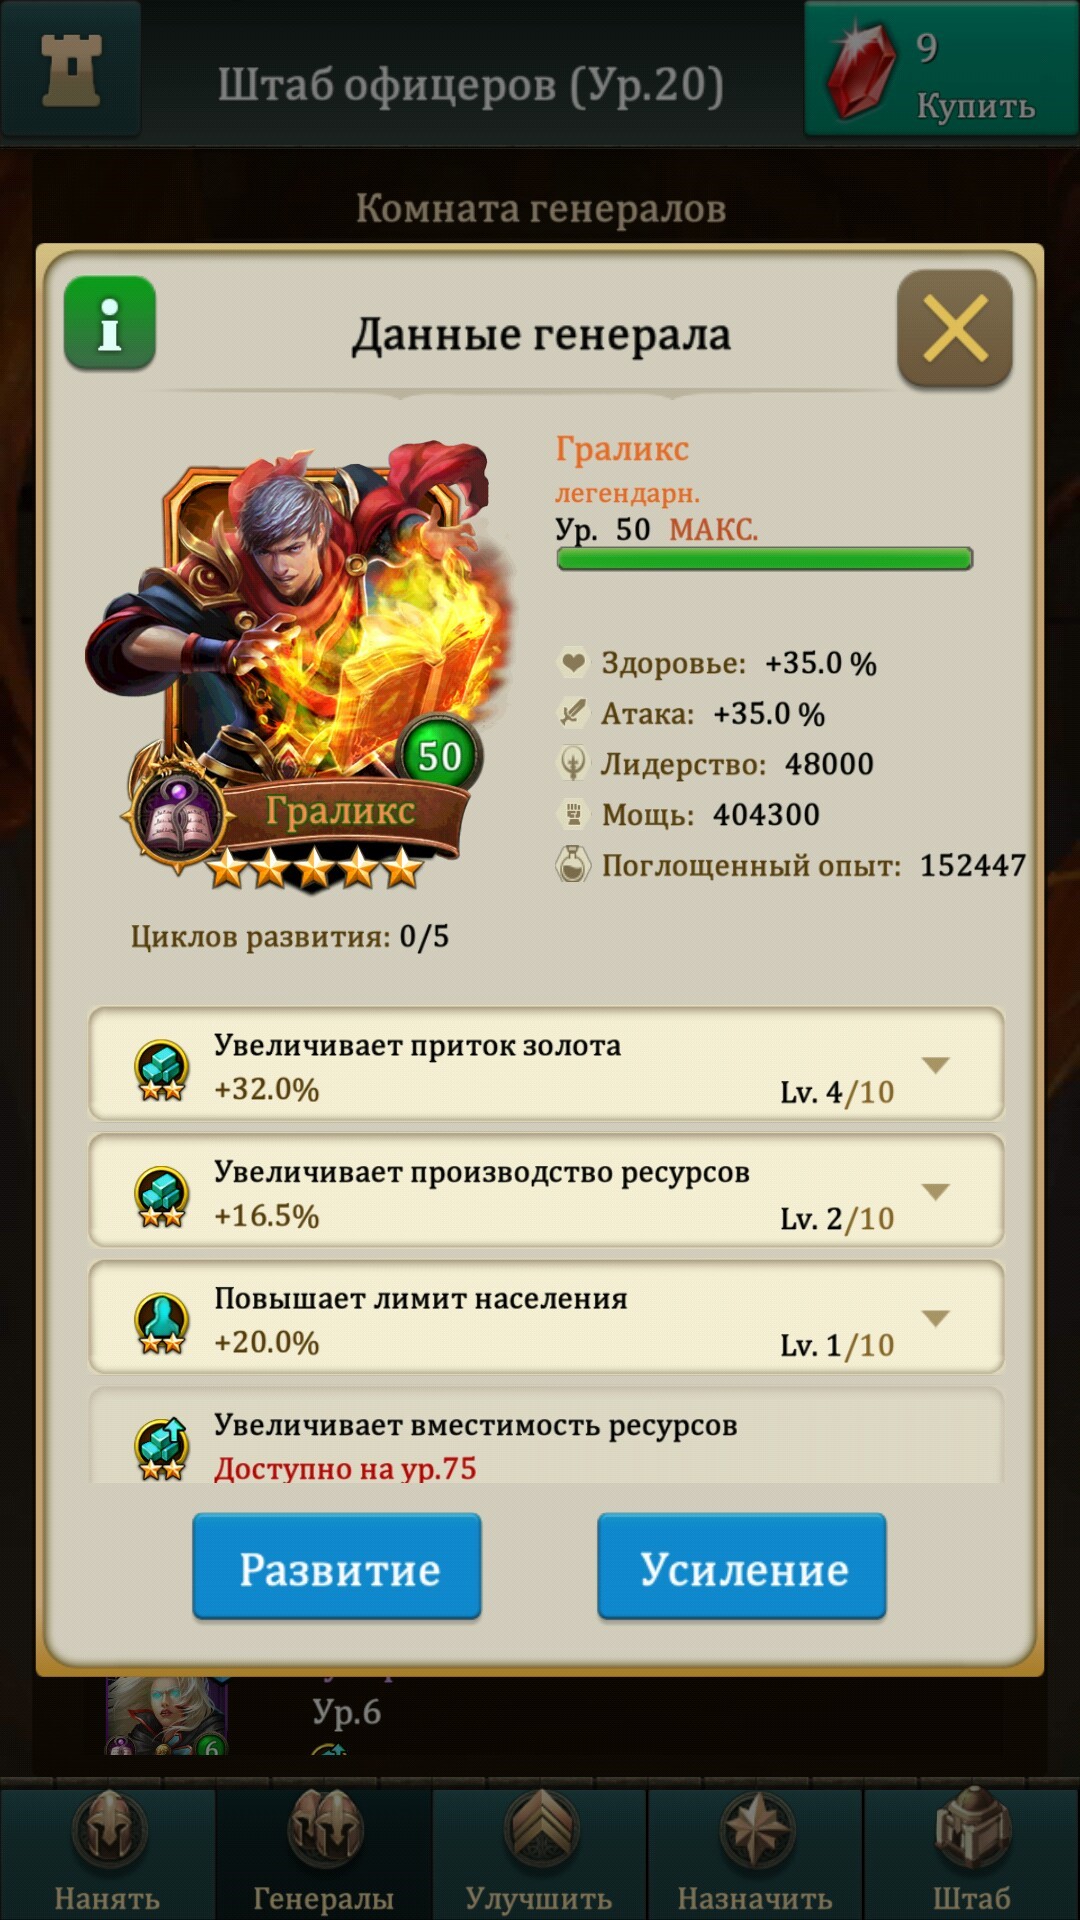 Штаб офицеров (Ур.20)
9
Купить
Комната генералов
Данные генерала
Граликс
легендарн.
Ур. 50 МАКС.
Здоровье: +35.0 %
Атака: +35.0 %
Лидерство: 48000
Мощь: 404300
Поглощенный опыт: 152447
50
Граликс
Циклов развития: 0/5
Увеличивает приток золота
+32.0%
Lv. 4/10
Увеличивает производство ресурсов
+16.5%
Lv. 2/10
Повышает лимит населения
+20.0%
Lv. 1/10
Увеличивает вместимость ресурсов
Доступно на ур.75
Развитие
Усиление
Ур.6
6
Нанять
Генералы
Улучшить
Назначить
Штаб